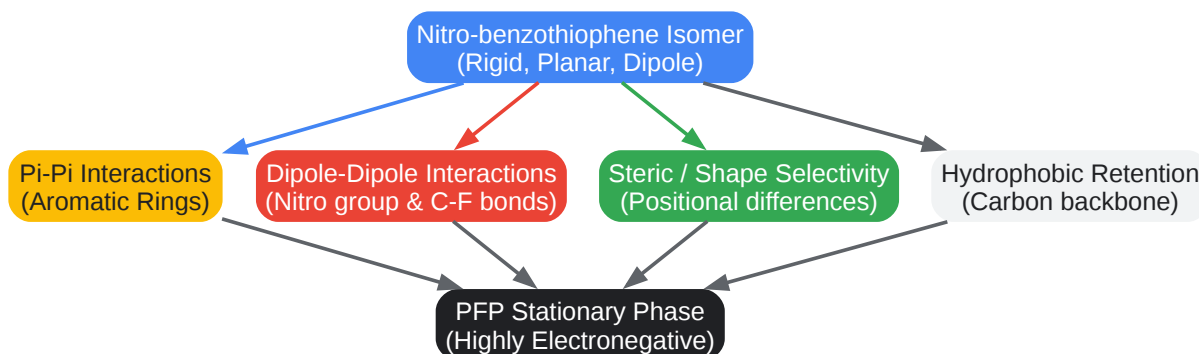 Nitro-benzothiophene Isomer
(Rigid, Planar, Dipole)
Pi-Pi Interactions
(Aromatic Rings)
Dipole-Dipole Interactions
(Nitro group & C-F bonds)
Steric / Shape Selectivity
(Positional differences)
Hydrophobic Retention
(Carbon backbone)
PFP Stationary Phase
(Highly Electronegative)